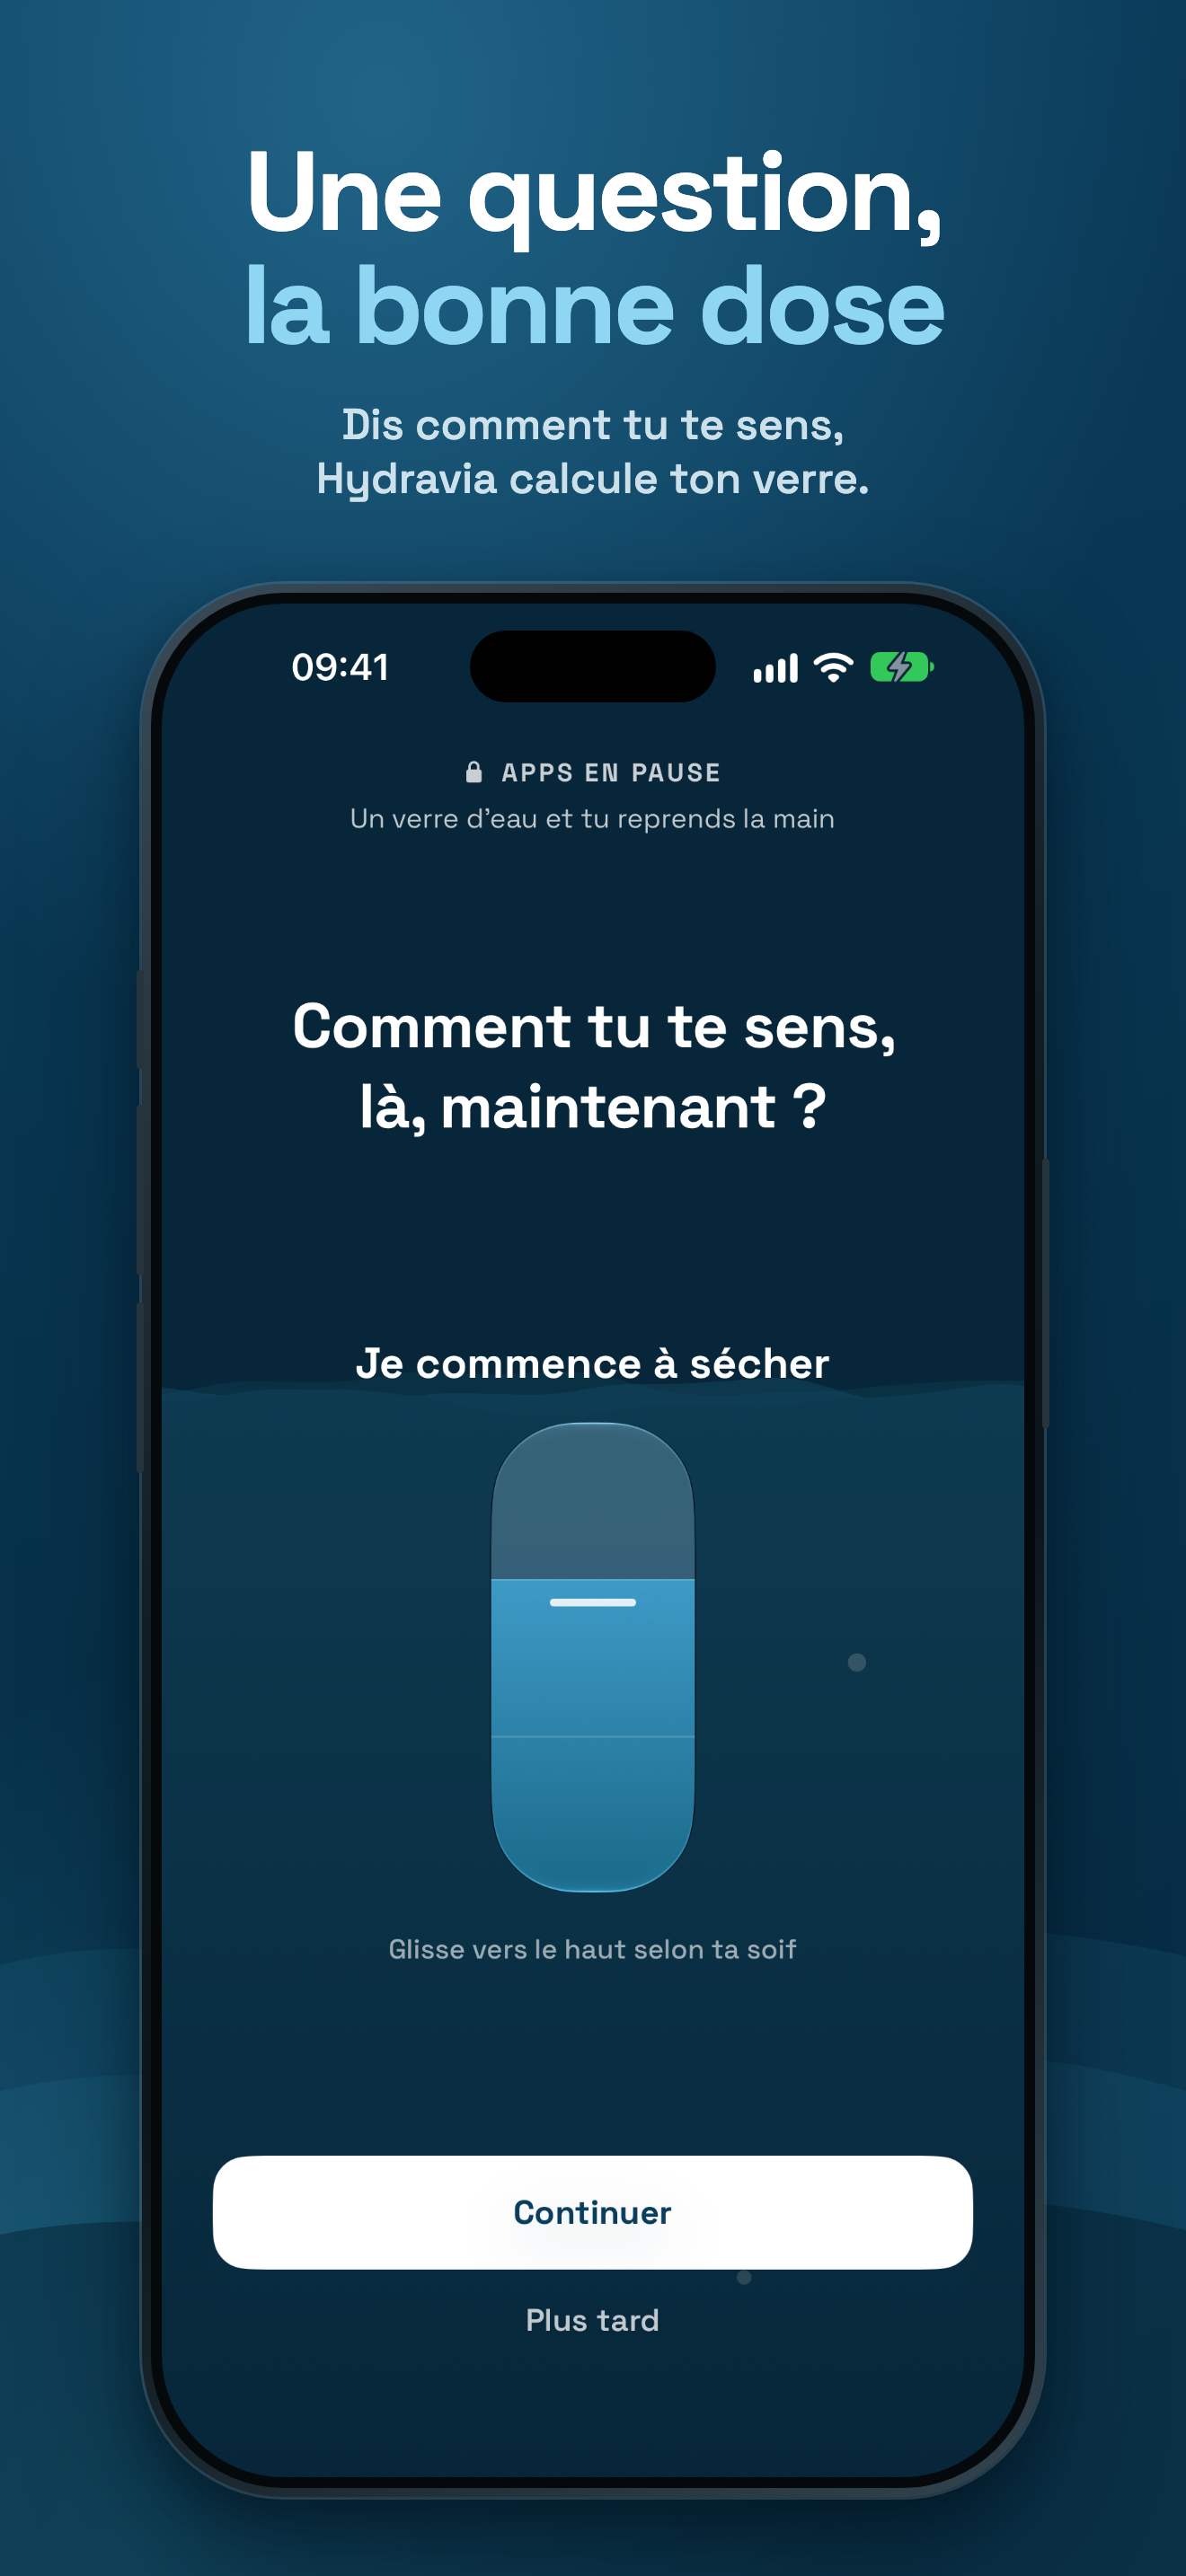 Une question,
la bonne dose
Dis comment tu te sens,
Hydravia calcule ton verre.
09:41
APPS EN PAUSE
Un verre d’eau et tu reprends la main
Comment tu te sens,
là, maintenant ?
Je commence à sécher
Glisse vers le haut selon ta soif
Continuer
Plus tard